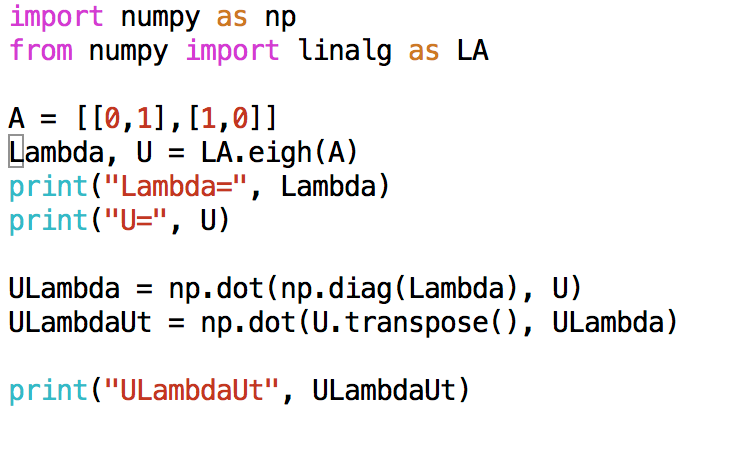 import numpy as np
from numpy import linalg as LA
A = [[0,1],[1,0]]
Lambda, U = LA.eigh(A)
print("Lambda=", Lambda)
print("U=", U)
ULambda = np.dot(np.diag(Lambda), U)
ULambdaUt = np.dot(U.transpose(), ULambda)
print("ULambdaUt", ULambdaUt)